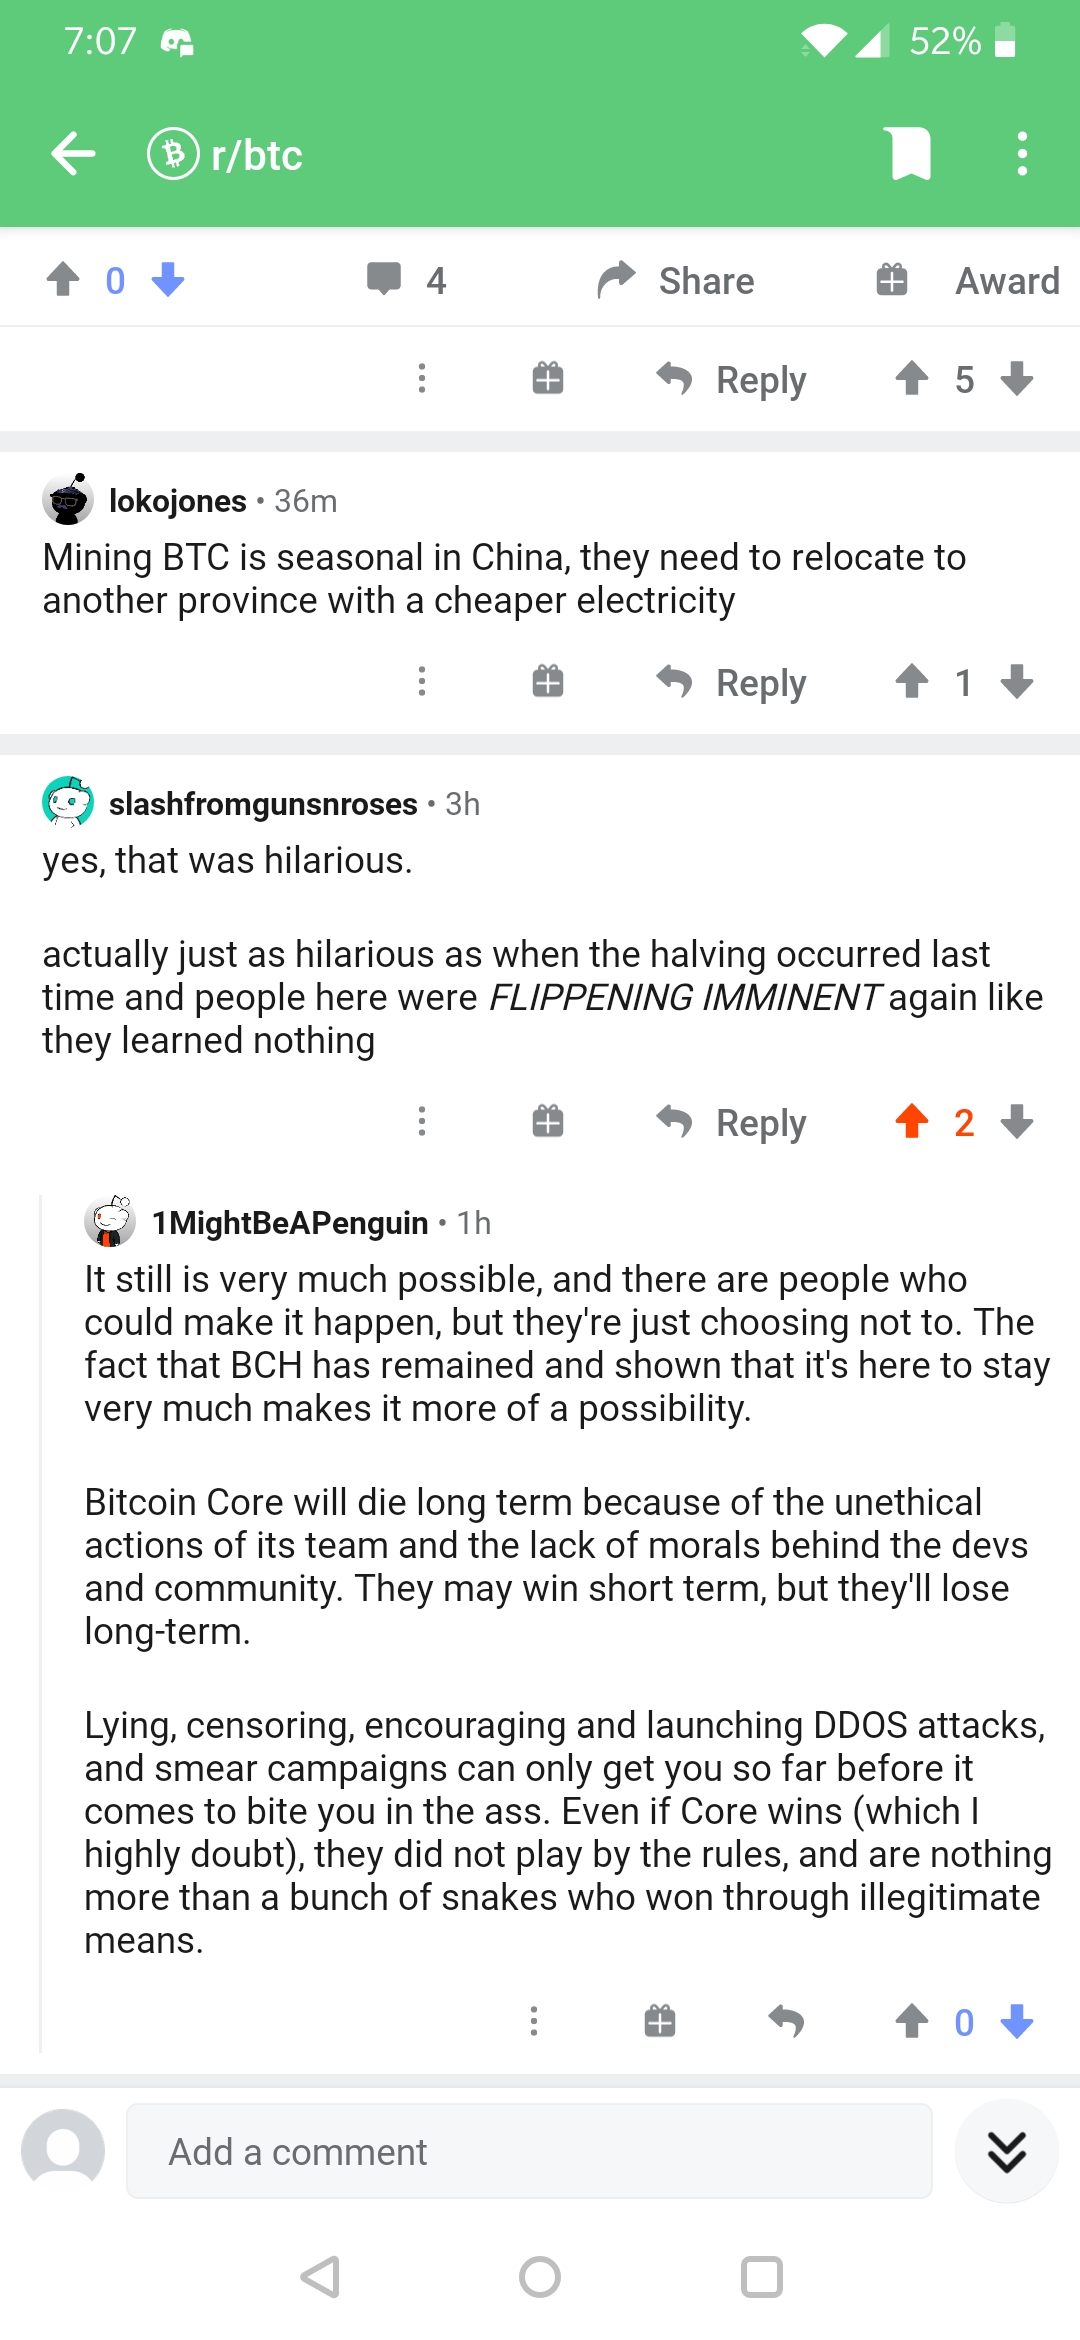 7:07 52%
r/btc
0 4 Share Award
Reply 5
lokojones • 36m
Mining BTC is seasonal in China, they need to relocate to
another province with a cheaper electricity
Reply 1
slashfromgunsnroses • 3h
yes, that was hilarious.
actually just as hilarious as when the halving occurred last
time and people here were FLIPPENING IMMINENT again like
they learned nothing
Reply 2
1MightBeAPenguin • 1h
It still is very much possible, and there are people who
could make it happen, but they're just choosing not to. The
fact that BCH has remained and shown that it's here to stay
very much makes it more of a possibility.
Bitcoin Core will die long term because of the unethical
actions of its team and the lack of morals behind the devs
and community. They may win short term, but they'll lose
long-term.
Lying, censoring, encouraging and launching DDOS attacks,
and smear campaigns can only get you so far before it
comes to bite you in the ass. Even if Core wins (which I
highly doubt), they did not play by the rules, and are nothing
more than a bunch of snakes who won through illegitimate
means.
0
Add a comment